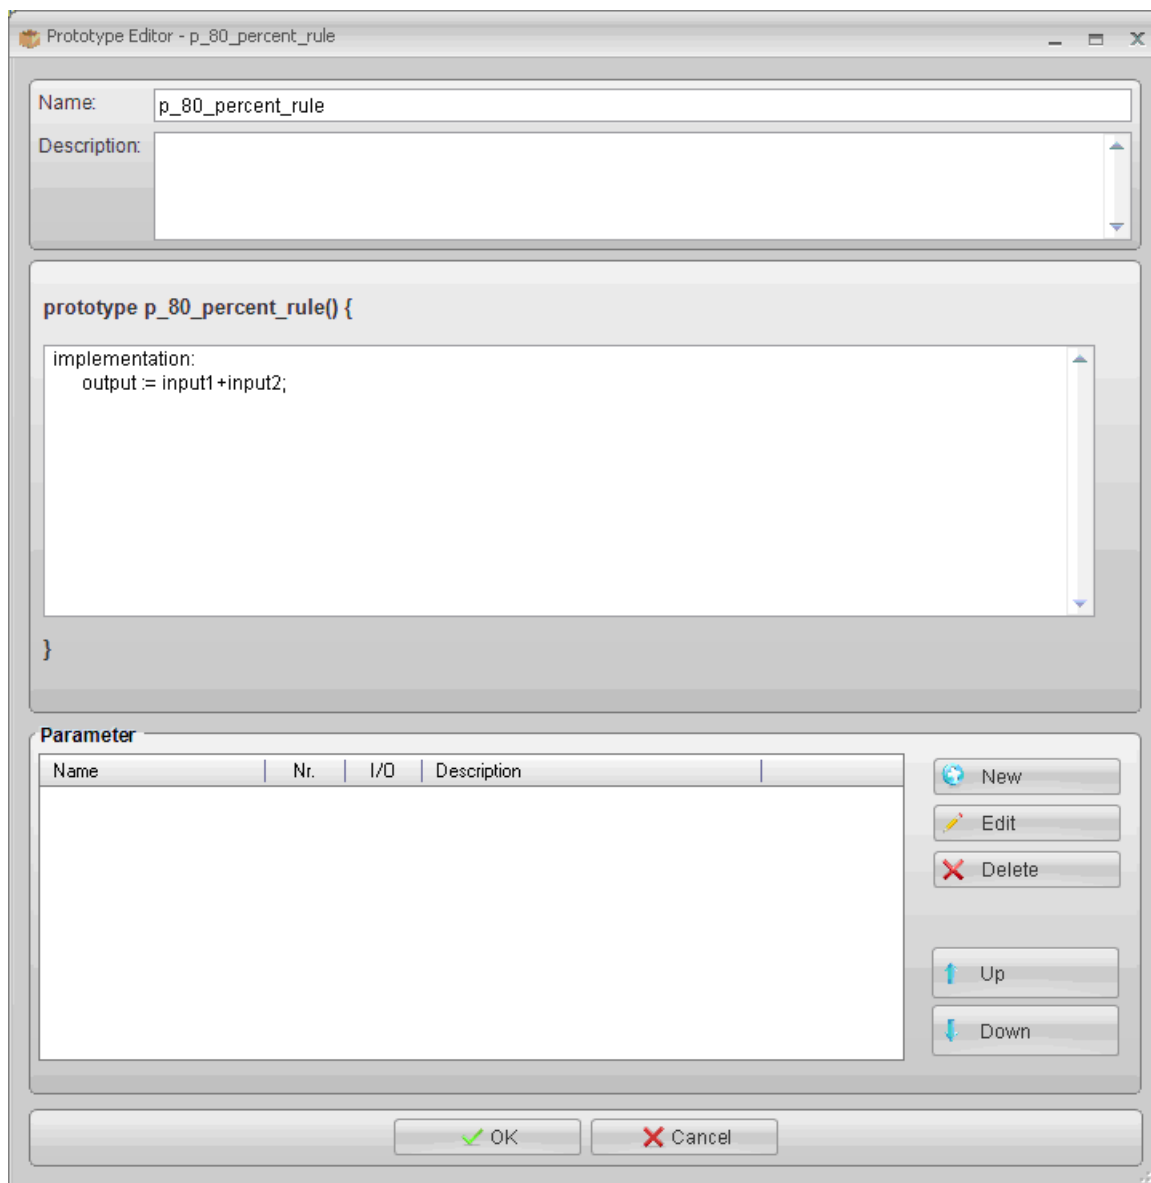 Prototype Editor - p_80_percent_rule
Name: p_80_percent_rule
Description:
prototype p_80_percent_rule() {
implementation:
output := input1+input2;
}
Parameter
Name Nr. I/O Description
New
Edit
Delete
Up
Down
OK Cancel